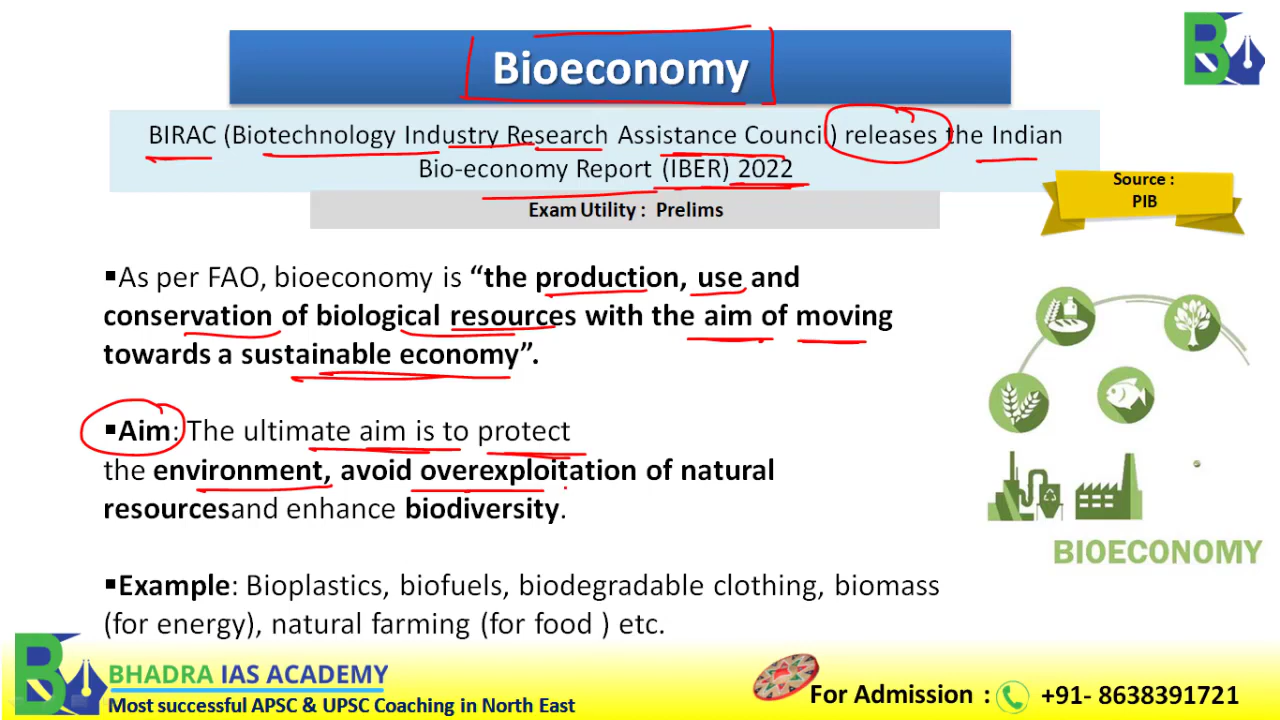 Bioeconomy
BIRAC (Biotechnology Industry Research Assistance Council) releases the Indian
Bio-economy Report (IBER) 2022
Exam Utility : Prelims
Source :
PIB
▪As per FAO, bioeconomy is “the production, use and
conservation of biological resources with the aim of moving
towards a sustainable economy”.
▪Aim: The ultimate aim is to protect
the environment, avoid overexploitation of natural
resourcesand enhance biodiversity.
▪Example: Bioplastics, biofuels, biodegradable clothing, biomass
(for energy), natural farming (for food ) etc.
BIOECONOMY
BHADRA IAS ACADEMY
Most successful APSC & UPSC Coaching in North East
For Admission : +91- 8638391721